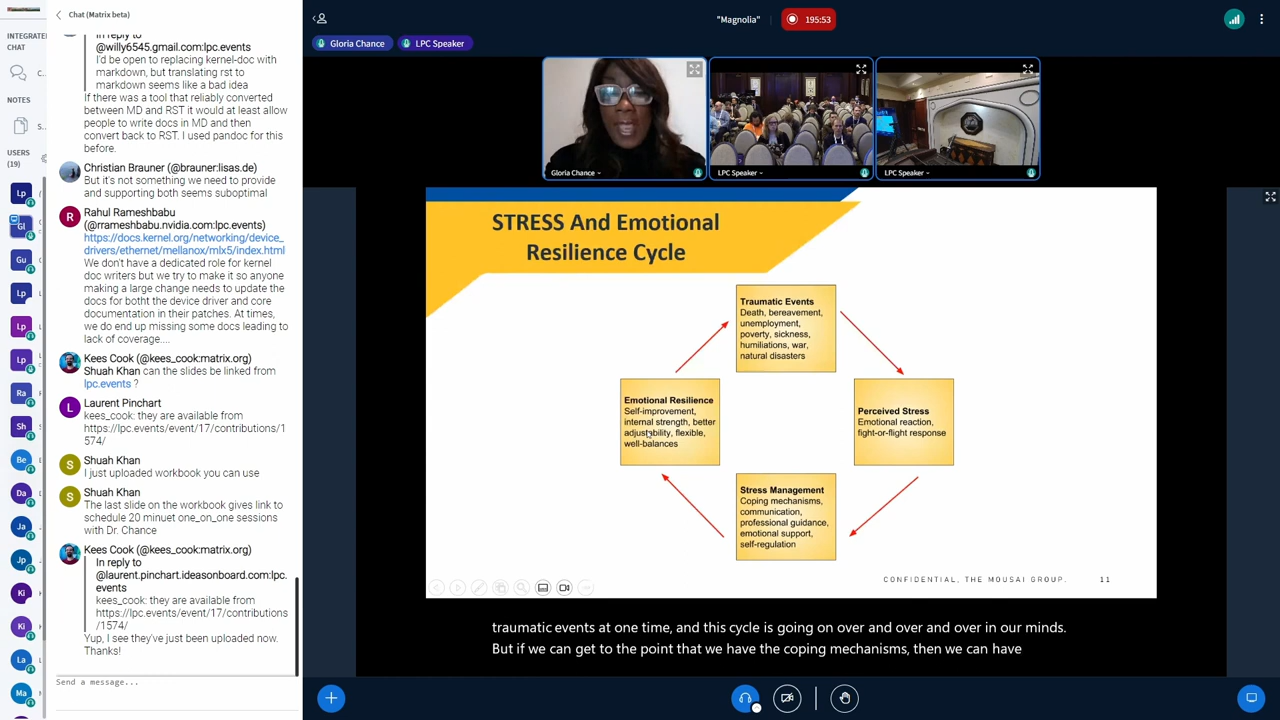 Chat (Matrix beta)
INTEGRATE
CHAT
C...
NOTES
S...
USERS
(19)
Lp
Gl
Gu
Lp
Lp
Lp
Ra
Sh
Be
Da
Ja
Jp
Ki
Ki
La
Ma
In reply to
@willy6545.gmail.com:lpc.events
I'd be open to replacing kernel-doc with
markdown, but translating rst to
markdown seems like a bad idea
If there was a tool that reliably converted
between MD and RST it would at least allow
people to write docs in MD and then
convert back to RST. I used pandoc for this
before.
Christian Brauner (@brauner:lisas.de)
But it's not something we need to provide
and supporting both seems suboptimal
R
Rahul Rameshbabu
(@rrameshbabu.nvidia.com:lpc.events)
https://docs.kernel.org/networking/device_
drivers/ethernet/mellanox/mlx5/index.html
We don't have a dedicated role for kernel
doc writers but we try to make it so anyone
making a large change needs to update the
docs for botht the device driver and core
documentation in their patches. At times,
we do end up missing some docs leading to
lack of coverage....
Kees Cook (@kees_cook:matrix.org)
Shuah Khan can the slides be linked from
lpc.events ?
L
Laurent Pinchart
kees_cook: they are available from
https://lpc.events/event/17/contributions/1
574/
S
Shuah Khan
I just uploaded workbook you can use
S
Shuah Khan
The last slide on the workbook gives link to
schedule 20 minuet one_on_one sessions
with Dr. Chance
Kees Cook (@kees_cook:matrix.org)
In reply to
@laurent.pinchart.ideasonboard.com:lpc.
events
kees_cook: they are available from
https://lpc.events/event/17/contributions
/1574/
Yup, I see they've just been uploaded now.
Thanks!
Send a message...
"Magnolia"
195:53
Gloria Chance
LPC Speaker
Gloria Chance
LPC Speaker
LPC Speaker
STRESS And Emotional
Resilience Cycle
Traumatic Events
Death, bereavement,
unemployment,
poverty, sickness,
humiliations, war,
natural disasters
Emotional Resilience
Self-improvement,
internal strength, better
adjustability, flexible,
well-balances
Perceived Stress
Emotional reaction,
fight-or-flight response
Stress Management
Coping mechanisms,
communication,
professional guidance,
emotional support,
self-regulation
CONFIDENTIAL, THE MOUSAI GROUP.
11
traumatic events at one time, and this cycle is going on over and over and over in our minds.
But if we can get to the point that we have the coping mechanisms, then we can have